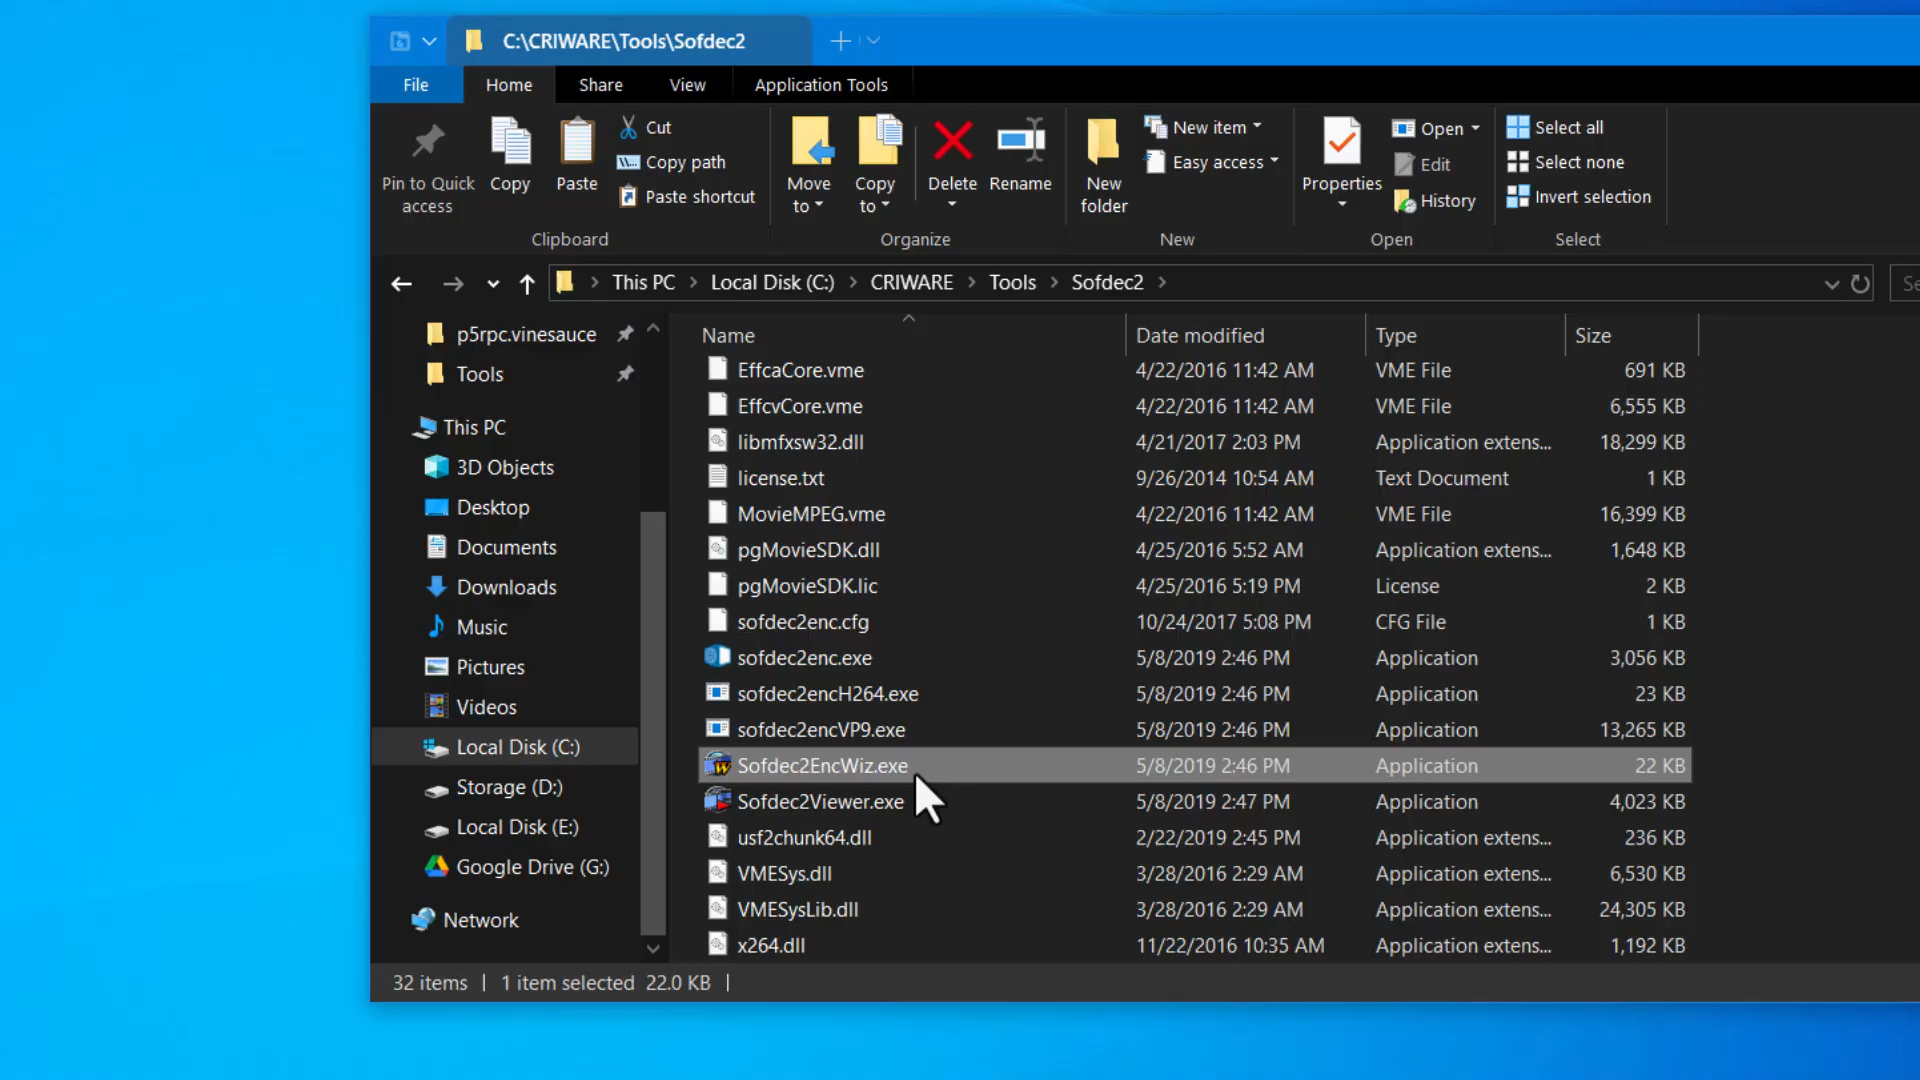 C:\CRIWARE\Tools\Sofdec2
File Home Share View Application Tools
Pin to Quick access
Copy
Paste
Cut
Copy path
Paste shortcut
Clipboard
Move to
Copy to
Delete
Rename
Organize
New folder
New item
Easy access
New
Properties
Open
Edit
History
Open
Select all
Select none
Invert selection
Select
This PC Local Disk (C:) CRIWARE Tools Sofdec2
Se
p5rpc.vinesauce
Tools
This PC
3D Objects
Desktop
Documents
Downloads
Music
Pictures
Videos
Local Disk (C:)
Storage (D:)
Local Disk (E:)
Google Drive (G:)
Network
Name Date modified Type Size
EffcaCore.vme 4/22/2016 11:42 AM VME File 691 KB
EffcvCore.vme 4/22/2016 11:42 AM VME File 6,555 KB
libmfxsw32.dll 4/21/2017 2:03 PM Application extens... 18,299 KB
license.txt 9/26/2014 10:54 AM Text Document 1 KB
MovieMPEG.vme 4/22/2016 11:42 AM VME File 16,399 KB
pgMovieSDK.dll 4/25/2016 5:52 AM Application extens... 1,648 KB
pgMovieSDK.lic 4/25/2016 5:19 PM License 2 KB
sofdec2enc.cfg 10/24/2017 5:08 PM CFG File 1 KB
sofdec2enc.exe 5/8/2019 2:46 PM Application 3,056 KB
sofdec2encH264.exe 5/8/2019 2:46 PM Application 23 KB
sofdec2encVP9.exe 5/8/2019 2:46 PM Application 13,265 KB
Sofdec2EncWiz.exe 5/8/2019 2:46 PM Application 22 KB
Sofdec2Viewer.exe 5/8/2019 2:47 PM Application 4,023 KB
usf2chunk64.dll 2/22/2019 2:45 PM Application extens... 236 KB
VMESys.dll 3/28/2016 2:29 AM Application extens... 6,530 KB
VMESysLib.dll 3/28/2016 2:29 AM Application extens... 24,305 KB
x264.dll 11/22/2016 10:35 AM Application extens... 1,192 KB
32 items 1 item selected 22.0 KB